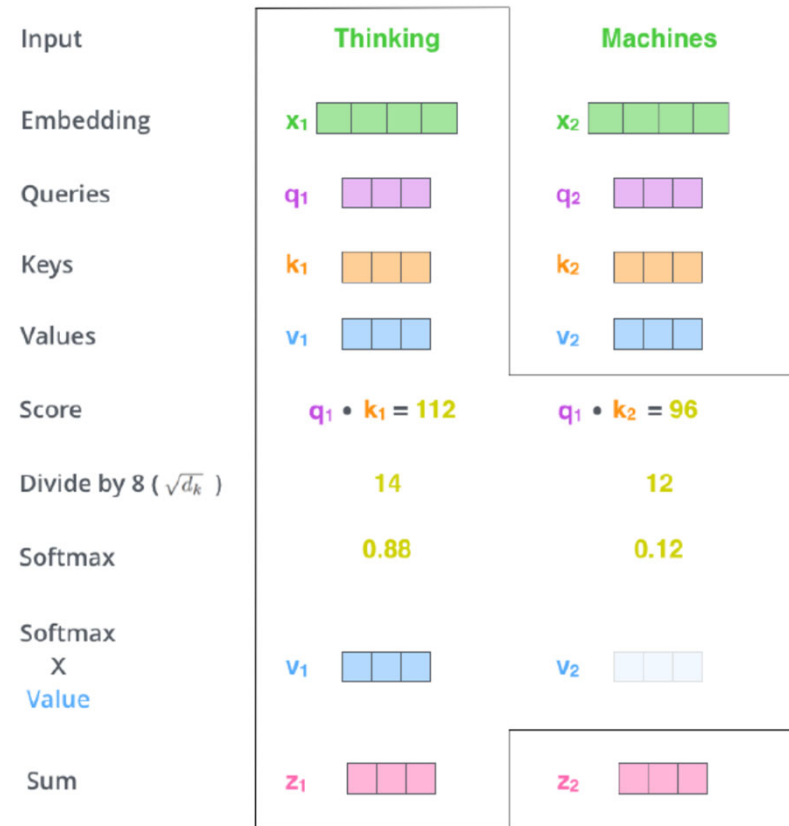 Input Thinking Machines
Embedding x₁ x₂
Queries q₁ q₂
Keys k₁ k₂
Values v₁ v₂
Score q₁ • k₁ = 112 q₁ • k₂ = 96
Divide by 8 ( √dₖ ) 14 12
Softmax 0.88 0.12
Softmax
X
Value v₁ v₂
Sum z₁ z₂